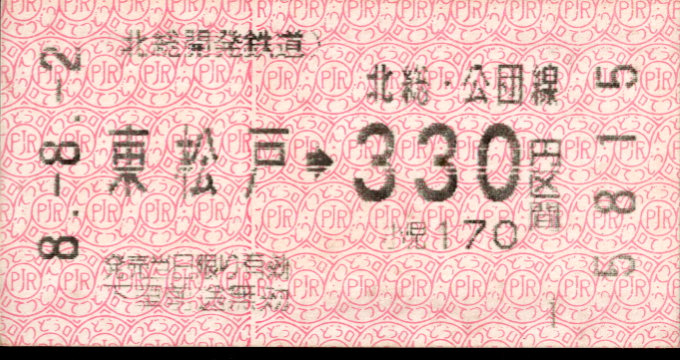 北総開発鉄道
北総・公団線
東松戸➡330円区間
小児170
発売当日限り有効
下車前途無効
8.-8.-2
5815